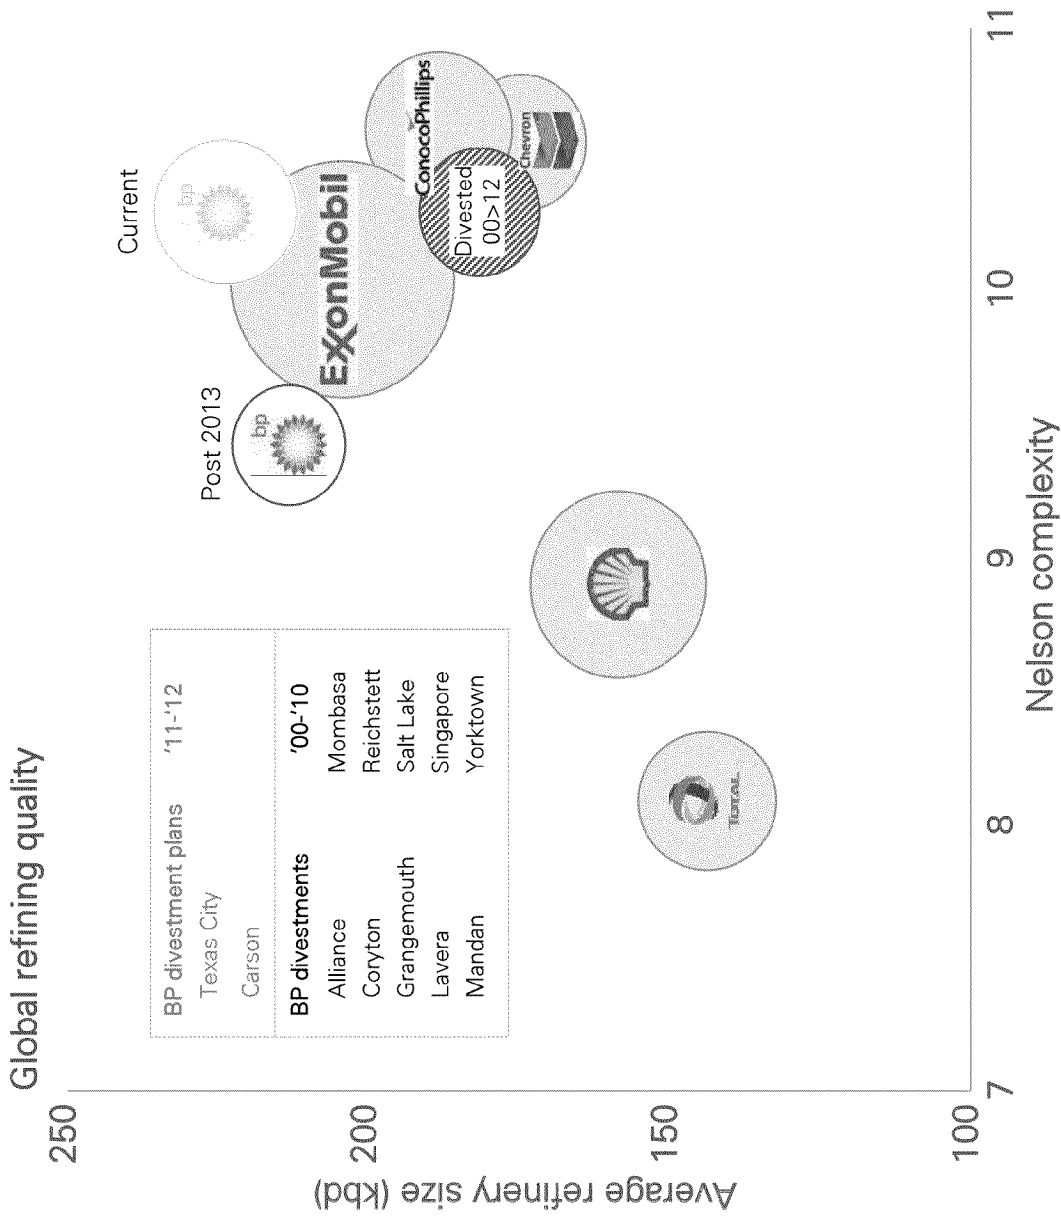 Global refining quality
250
200
150
100
Average refinery size (kbd)
BP divestment plans '11-'12
Texas City
Carson
BP divestments '00-'10
Alliance Mombasa
Coryton Reichstett
Grangemouth Salt Lake
Lavera Singapore
Mandan Yorktown
Current
bp
Post 2013
bp
ExxonMobil
ConocoPhillips
Chevron
Divested
00>12
TOTAL
7
8
9
10
11
Nelson complexity